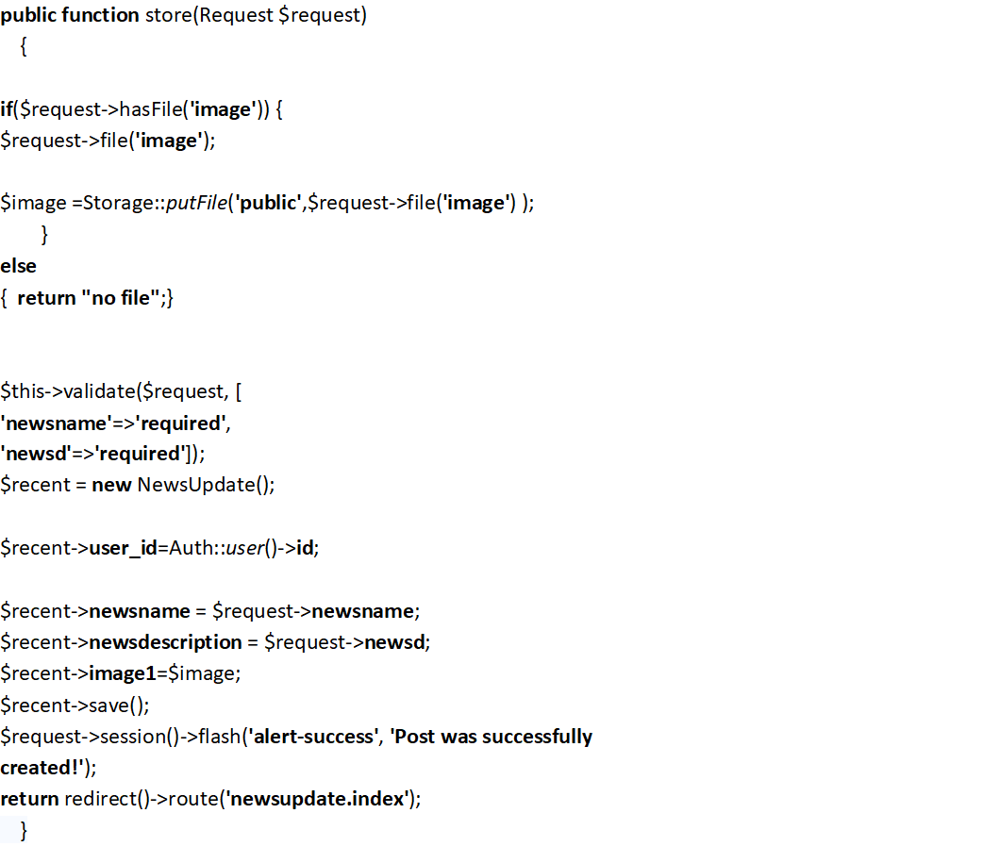 public function store(Request $request)
{
if($request->hasFile('image')) {
$request->file('image');
$image =Storage::putFile('public',$request->file('image') );
}
else
{ return "no file";}
$this->validate($request, [
'newsname'=>'required',
'newsd'=>'required']);
$recent = new NewsUpdate();
$recent->user_id=Auth::user()->id;
$recent->newsname = $request->newsname;
$recent->newsdescription = $request->newsd;
$recent->image1=$image;
$recent->save();
$request->session()->flash('alert-success', 'Post was successfully
created!');
return redirect()->route('newsupdate.index');
}